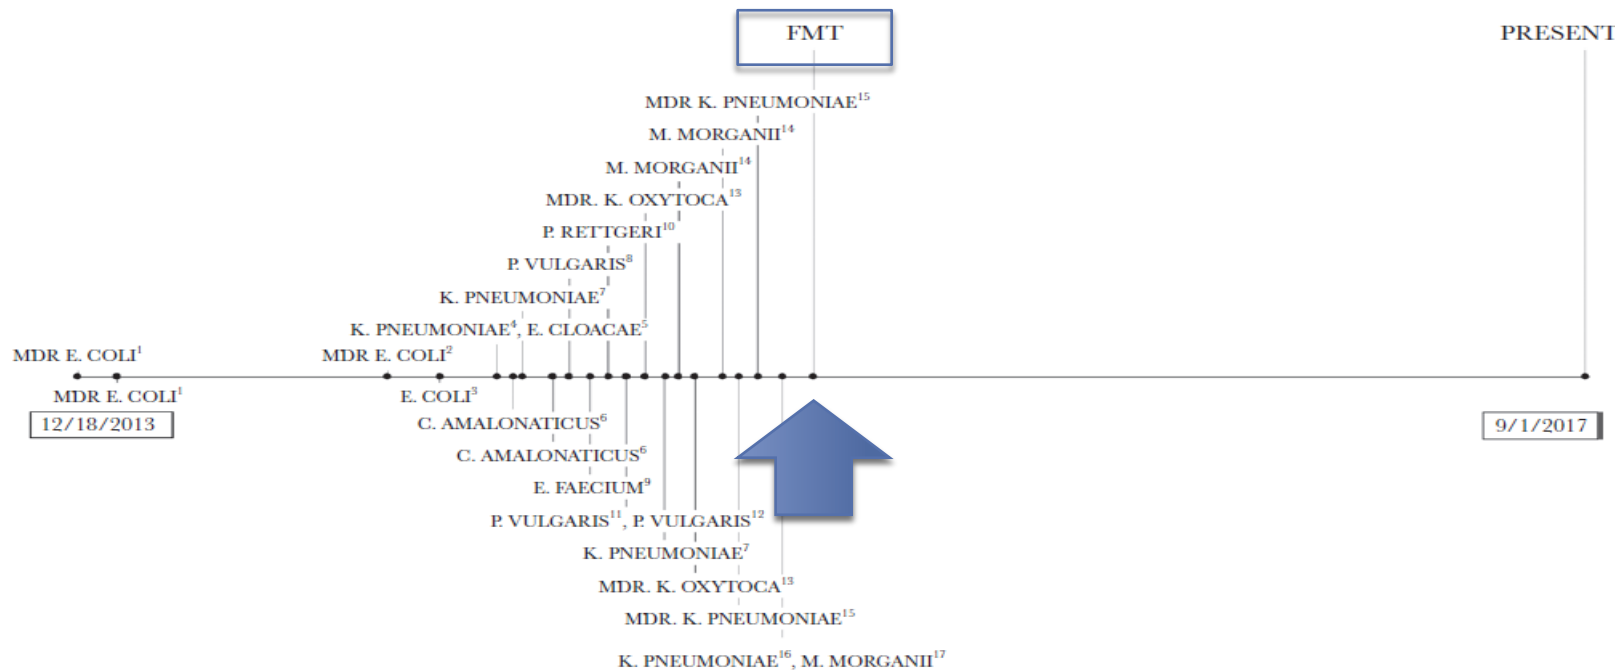 FMT
PRESENT
MDR K. PNEUMONIAE¹⁵
M. MORGANII¹⁴
M. MORGANII¹⁴
MDR. K. OXYTOCA¹³
P. RETTGERI¹⁰
P. VULGARIS⁸
K. PNEUMONIAE⁷
K. PNEUMONIAE⁴, E. CLOACAE⁵
MDR E. COLI¹
MDR E. COLI²
MDR E. COLI¹
E. COLI³
12/18/2013
9/1/2017
C. AMALONATICUS⁶
C. AMALONATICUS⁶
E. FAECIUM⁹
P. VULGARIS¹¹, P. VULGARIS¹²
K. PNEUMONIAE⁷
MDR. K. OXYTOCA¹³
MDR. K. PNEUMONIAE¹⁵
K. PNEUMONIAE¹⁶, M. MORGANII¹⁷